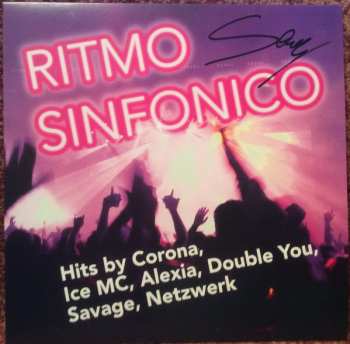 RITMO
SINFONICO
Hits by Corona,
Ice MC, Alexia, Double You,
Savage, Netzwerk